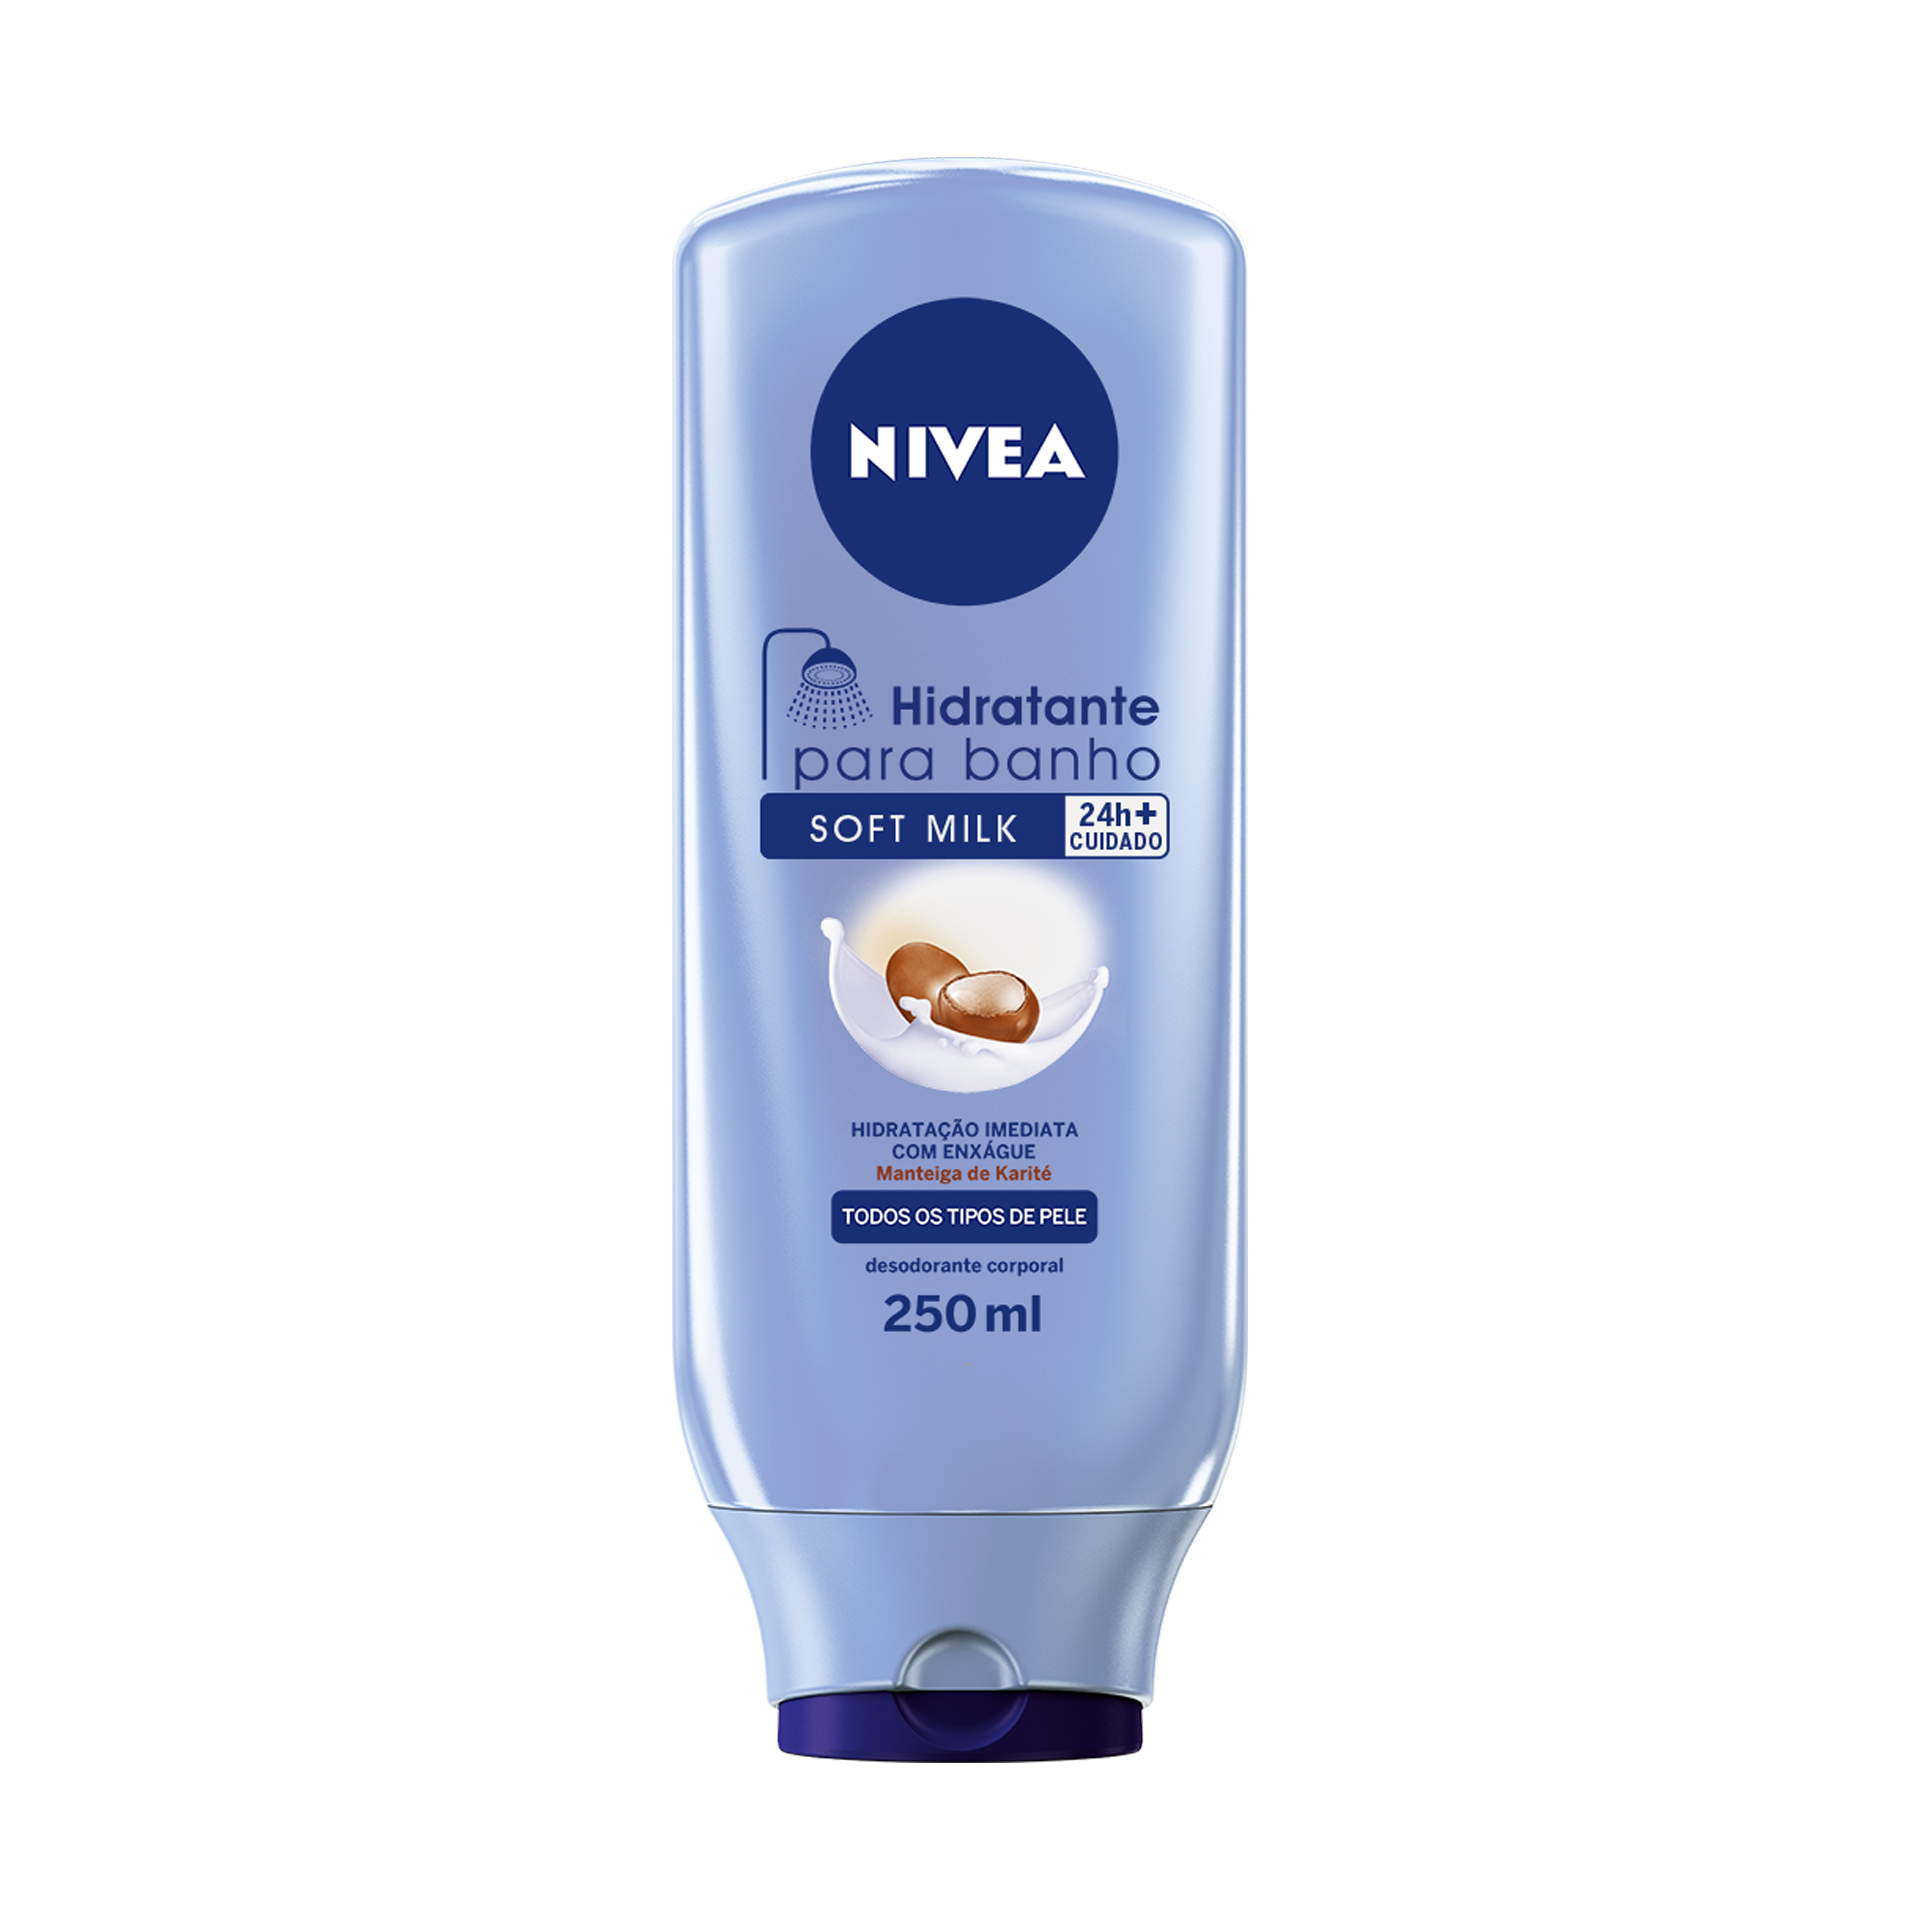 NIVEA
Hidratante
para banho
SOFT MILK
24h+
CUIDADO
HIDRATAÇÃO IMEDIATA
COM ENXÁGUE
Manteiga de Karité
TODOS OS TIPOS DE PELE
desodorante corporal
250 ml